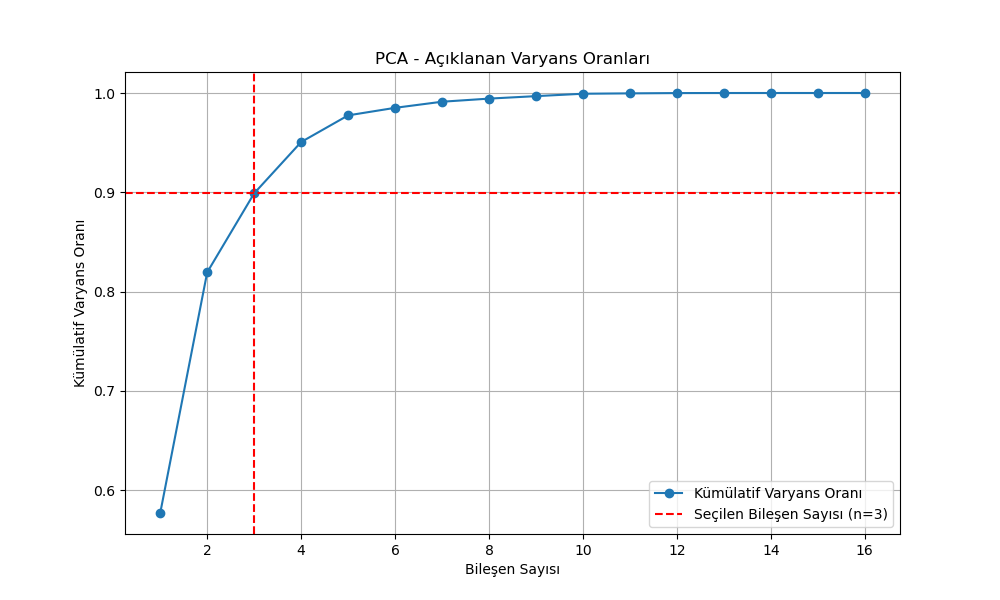 PCA - Açıklanan Varyans Oranları
Kümülatif Varyans Oranı
1.0
0.9
0.8
0.7
0.6
Kümülatif Varyans Oranı
Seçilen Bileşen Sayısı (n=3)
2 4 6 8 10 12 14 16
Bileşen Sayısı